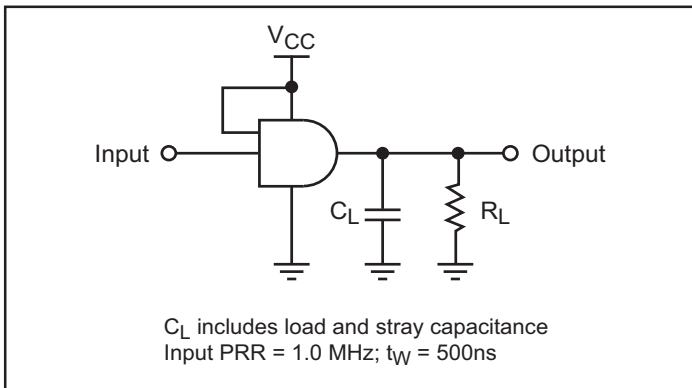 VCC
Input
Output
CL
RL
CL includes load and stray capacitance
Input PRR = 1.0 MHz; tW = 500ns